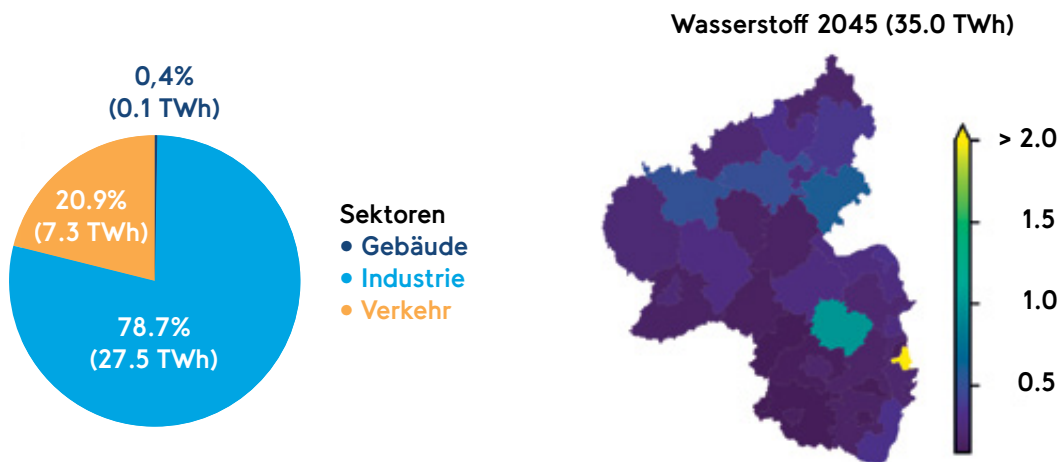 0,4%
(0.1 TWh)
20.9%
(7.3 TWh)
78.7%
(27.5 TWh)
Sektoren
• Gebäude
• Industrie
• Verkehr
Wasserstoff 2045 (35.0 TWh)
> 2.0
1.5
1.0
0.5